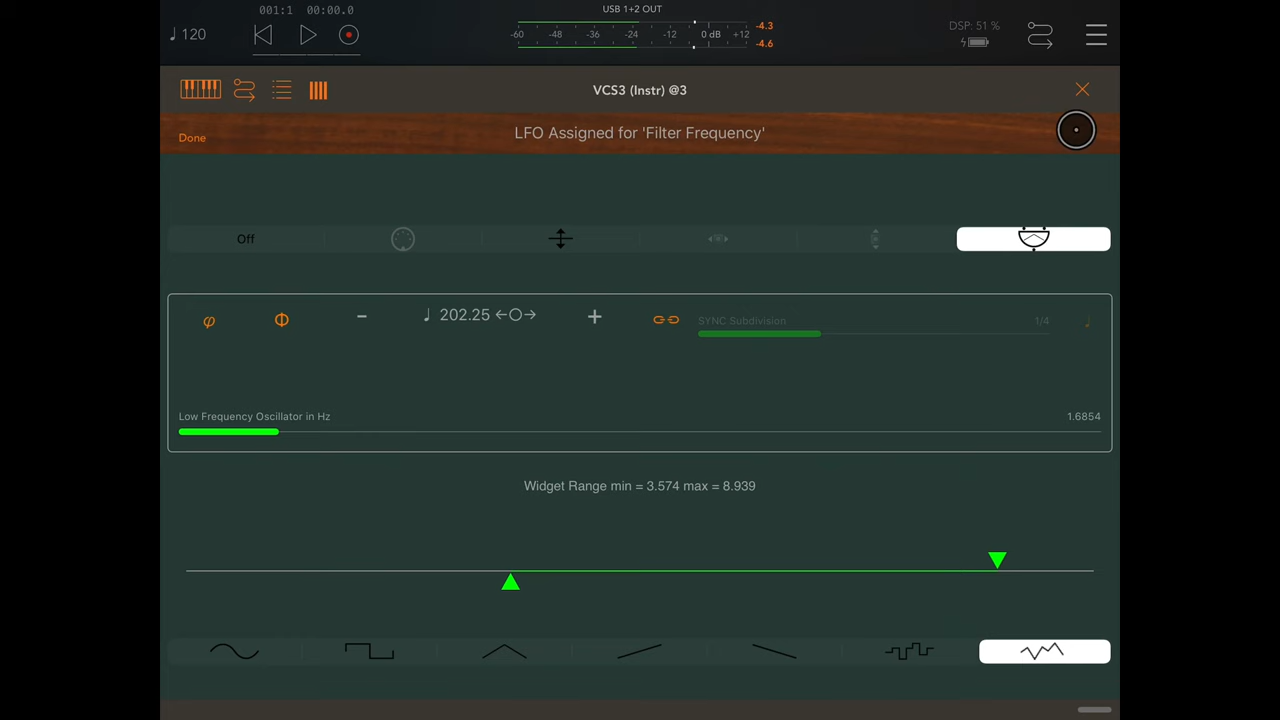 001:1 00:00.0
USB 1+2 OUT
120
-60 -48 -36 -24 -12 0 dB +12
-4.3
-4.6
DSP: 51 %
VCS3 (Instr) @3
Done
LFO Assigned for 'Filter Frequency'
Off
φ Φ - 202.25 ←O→ +
SYNC Subdivision 1/4
Low Frequency Oscillator in Hz 1.6854
Widget Range min = 3.574 max = 8.939